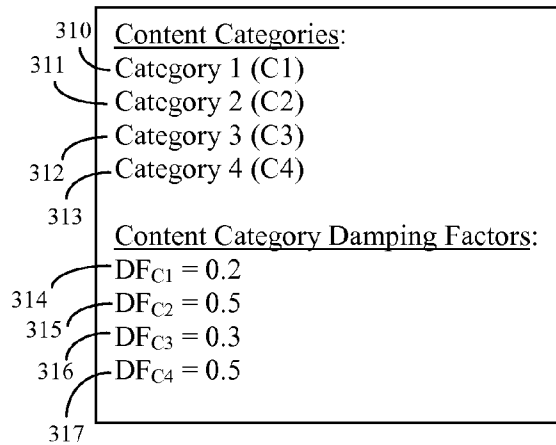 310
Content Categories:
311
Category 1 (C1)
Category 2 (C2)
Category 3 (C3)
312
Category 4 (C4)
313
Content Category Damping Factors:
314
DFC1 = 0.2
315
DFC2 = 0.5
316
DFC3 = 0.3
DFC4 = 0.5
317